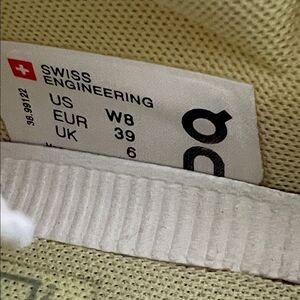 SWISS
ENGINEERING
US W8
EUR 39
UK 6
38.99122